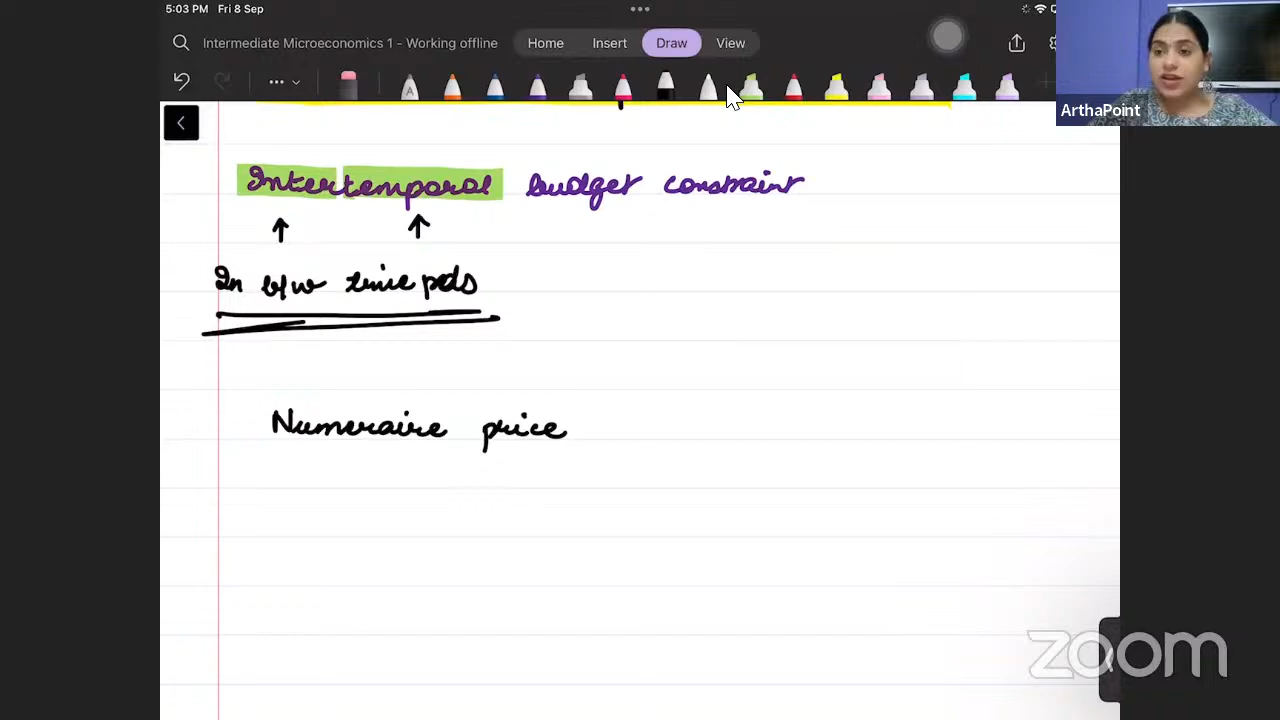 5:03 PM Fri 8 Sep
Intermediate Microeconomics 1 - Working offline
Home Insert Draw View
A
ArthaPoint
Intertemporal budget constraint
In b/w time pds
Numeraire price
zoom